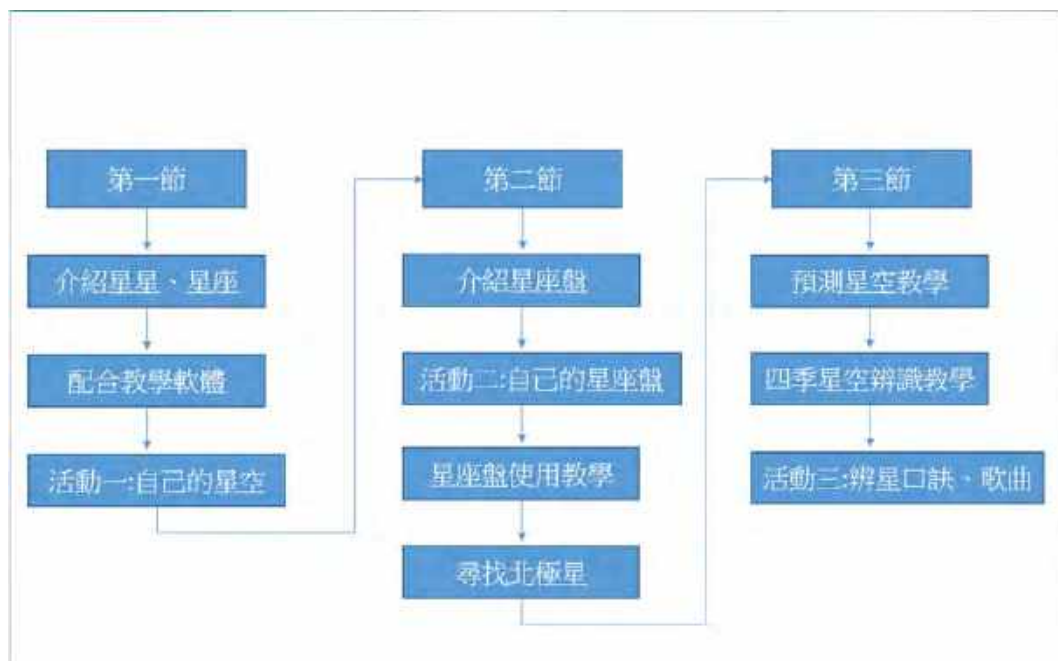 第一節
介紹星星、星座
配合教學軟體
活動一:自己的星空
第二節
介紹星座盤
活動二:自己的星座盤
星座盤使用教學
尋找北極星
第三節
預測星空教學
四季星空辨識教學
活動三:辨星口訣、歌曲